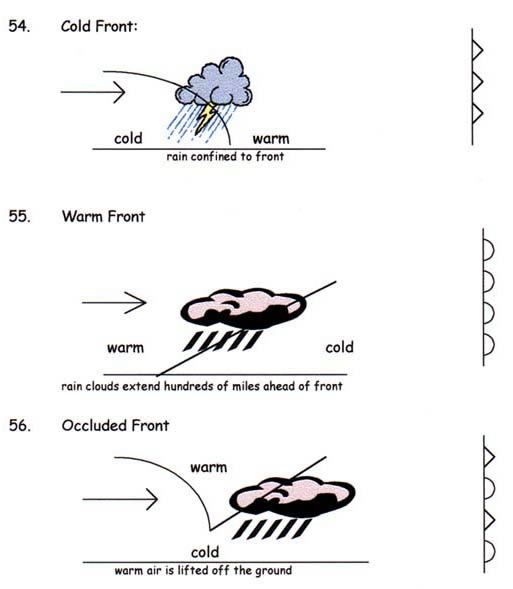 54. Cold Front:
cold warm
rain confined to front
55. Warm Front
warm cold
rain clouds extend hundreds of miles ahead of front
56. Occluded Front
warm
cold
warm air is lifted off the ground